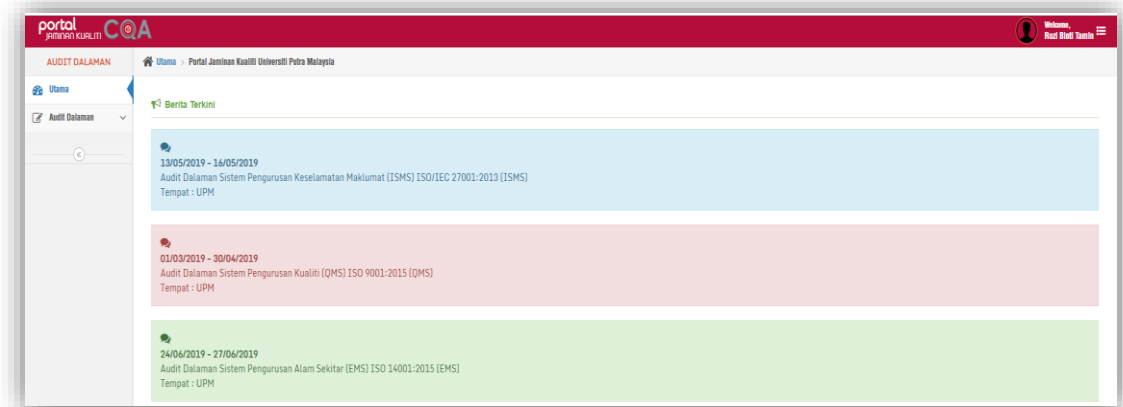 portal
JAMINAN KUALITI CQA
Welcome,
Rozi Binti Tamin
AUDIT DALAMAN
Utama > Portal Jaminan Kualiti Universiti Putra Malaysia
Utama
Audit Dalaman
Berita Terkini
13/05/2019 - 16/05/2019
Audit Dalaman Sistem Pengurusan Keselamatan Maklumat (ISMS) ISO/IEC 27001:2013 (ISMS)
Tempat : UPM
01/03/2019 - 30/04/2019
Audit Dalaman Sistem Pengurusan Kualiti (QMS) ISO 9001:2015 (QMS)
Tempat : UPM
24/06/2019 - 27/06/2019
Audit Dalaman Sistem Pengurusan Alam Sekitar (EMS) ISO 14001:2015 (EMS)
Tempat : UPM